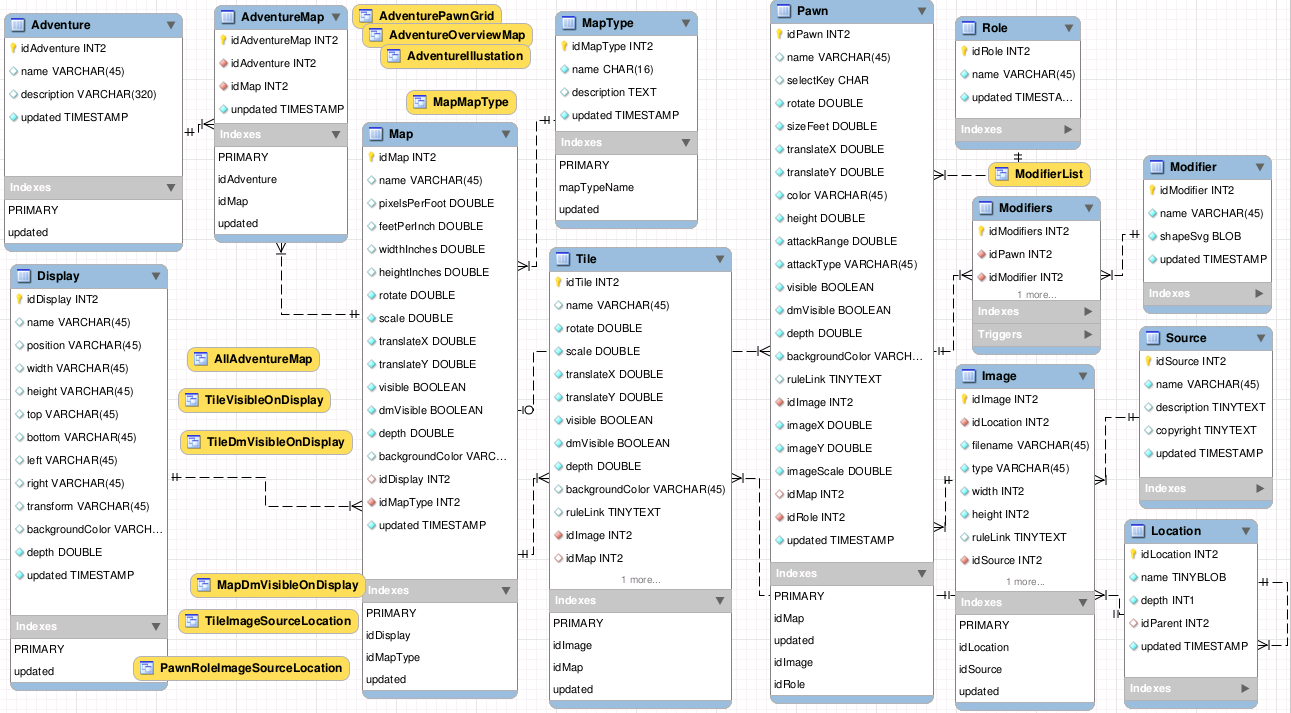 Adventure
idAdventure INT2
name VARCHAR(45)
description VARCHAR(320)
updated TIMESTAMP
Indexes
PRIMARY
updated
AdventureMap
idAdventureMap INT2
idAdventure INT2
idMap INT2
unpdated TIMESTAMP
Indexes
PRIMARY
idAdventure
idMap
updated
AdventurePawnGrid
AdventureOverviewMap
AdventureIllustation
MapMapType
MapType
idMapType INT2
name CHAR(16)
description TEXT
updated TIMESTAMP
Indexes
PRIMARY
mapTypeName
updated
Display
idDisplay INT2
name VARCHAR(45)
position VARCHAR(45)
width VARCHAR(45)
height VARCHAR(45)
top VARCHAR(45)
bottom VARCHAR(45)
left VARCHAR(45)
right VARCHAR(45)
transform VARCHAR(45)
backgroundColor VARCH...
depth DOUBLE
updated TIMESTAMP
Indexes
PRIMARY
updated
AllAdventureMap
TileVisibleOnDisplay
TileDmVisibleOnDisplay
MapDmVisibleOnDisplay
TileImageSourceLocation
PawnRoleImageSourceLocation
Map
idMap INT2
name VARCHAR(45)
pixelsPerFoot DOUBLE
feetPerInch DOUBLE
widthInches DOUBLE
heightInches DOUBLE
rotate DOUBLE
scale DOUBLE
translateX DOUBLE
translateY DOUBLE
visible BOOLEAN
dmVisible BOOLEAN
depth DOUBLE
backgroundColor VARC...
idDisplay INT2
idMapType INT2
updated TIMESTAMP
Indexes
PRIMARY
idDisplay
idMapType
updated
Tile
idTile INT2
name VARCHAR(45)
rotate DOUBLE
scale DOUBLE
translateX DOUBLE
translateY DOUBLE
visible BOOLEAN
dmVisible BOOLEAN
depth DOUBLE
backgroundColor VARCHAR(45)
ruleLink TINYTEXT
idImage INT2
idMap INT2
1 more...
Indexes
PRIMARY
idImage
idMap
updated
Pawn
idPawn INT2
name VARCHAR(45)
selectKey CHAR
rotate DOUBLE
sizeFeet DOUBLE
translateX DOUBLE
translateY DOUBLE
color VARCHAR(45)
height DOUBLE
attackRange DOUBLE
attackType VARCHAR(45)
visible BOOLEAN
dmVisible BOOLEAN
depth DOUBLE
backgroundColor VARCH...
ruleLink TINYTEXT
idImage INT2
imageX DOUBLE
imageY DOUBLE
imageScale DOUBLE
idMap INT2
idRole INT2
updated TIMESTAMP
Indexes
PRIMARY
idMap
updated
idImage
idRole
Role
idRole INT2
name VARCHAR(45)
updated TIMESTA...
Indexes
ModifierList
Modifiers
idModifiers INT2
idPawn INT2
idModifier INT2
1 more...
Indexes
Triggers
Modifier
idModifier INT2
name VARCHAR(45)
shapeSvg BLOB
updated TIMESTAMP
Indexes
Image
idImage INT2
idLocation INT2
filename VARCHAR(45)
type VARCHAR(45)
width INT2
height INT2
ruleLink TINYTEXT
idSource INT2
1 more...
Indexes
PRIMARY
idLocation
idSource
updated
Source
idSource INT2
name VARCHAR(45)
description TINYTEXT
copyright TINYTEXT
updated TIMESTAMP
Indexes
Location
idLocation INT2
name TINYBLOB
depth INT1
idParent INT2
updated TIMESTAMP
Indexes